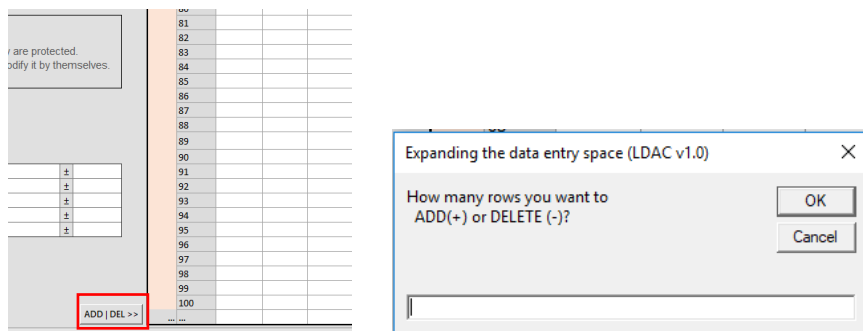 80
81
82
are protected.
83
odify it by themselves.
84
85
86
87
88
89
90
± 91
± 92
± 93
± 94
± 95
96
97
98
99
100
ADD | DEL >>
... ...
Expanding the data entry space (LDAC v1.0)
How many rows you want to
ADD(+) or DELETE (-)?
OK
Cancel